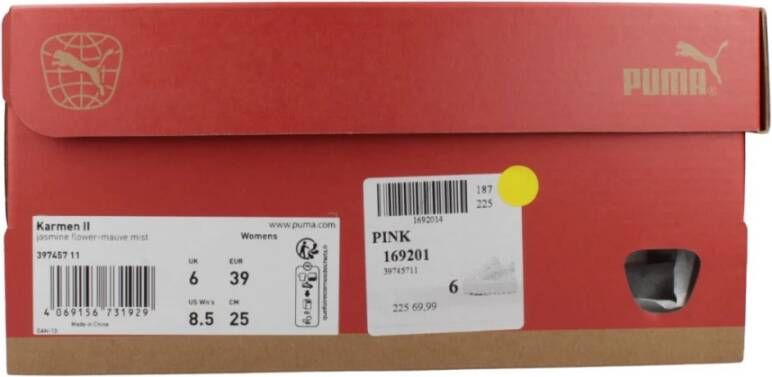 PUMA®
Karmen II
www.puma.com
jasmine flower-mauve mist
Womens
397457 11
UK
EUR
6
39
US Wn's
CM
8.5
25
4 069156 731929
Made in China
quefairedemesdechets.fr
187
225
1692014
PINK
169201
39745711
6
225 69,99